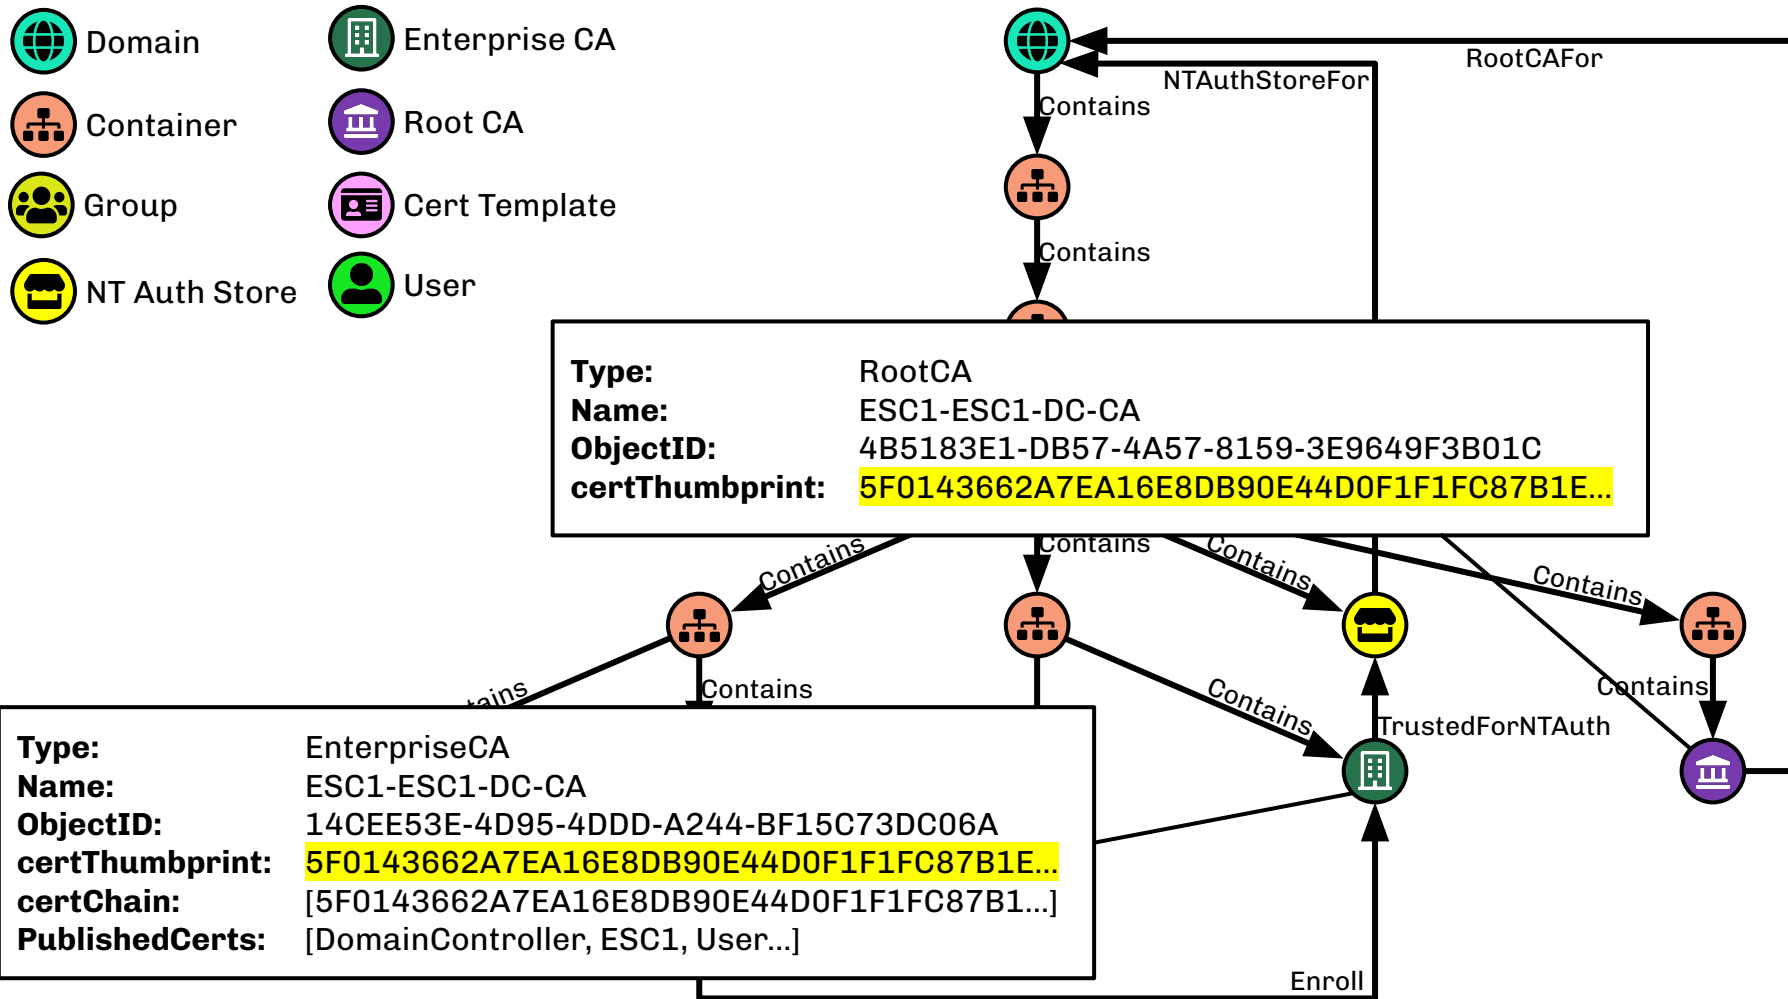 Domain
Enterprise CA
Container
Root CA
Group
Cert Template
NT Auth Store
User
RootCAFor
NTAuthStoreFor
Contains
Contains
Type: RootCA
Name: ESC1-ESC1-DC-CA
ObjectID: 4B5183E1-DB57-4A57-8159-3E9649F3B01C
certThumbprint: 5F0143662A7EA16E8DB90E44D0F1F1FC87B1E...
Contains
Contains
Contains
Contains
tains
Contains
Contains
Contains
TrustedForNTAuth
Type: EnterpriseCA
Name: ESC1-ESC1-DC-CA
ObjectID: 14CEE53E-4D95-4DDD-A244-BF15C73DC06A
certThumbprint: 5F0143662A7EA16E8DB90E44D0F1F1FC87B1E...
certChain: [5F0143662A7EA16E8DB90E44D0F1F1FC87B1...]
PublishedCerts: [DomainController, ESC1, User...]
Enroll